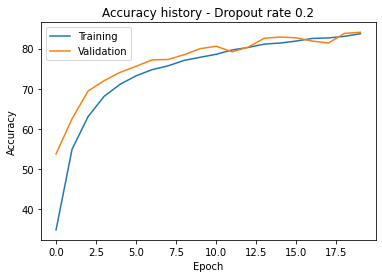 Accuracy history - Dropout rate 0.2
Training
Validation
Accuracy
80
70
60
50
40
0.0 2.5 5.0 7.5 10.0 12.5 15.0 17.5
Epoch